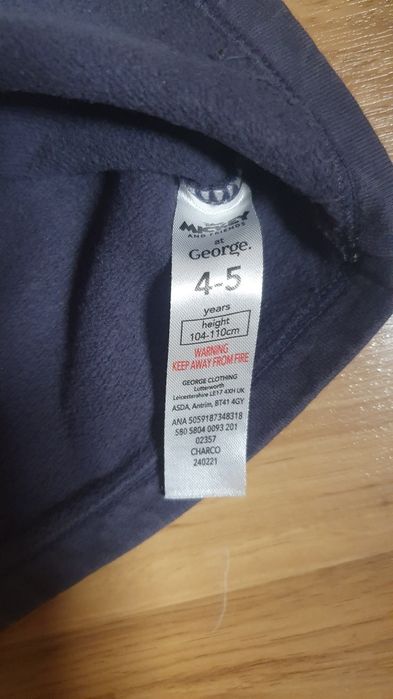 Disney
MICKEY
AND FRIENDS
at
George.
4-5
years
height
104-110cm
WARNING
KEEP AWAY FROM FIRE
GEORGE CLOTHING
Lutterworth
Leicestershire LE17 4XH UK
ASDA, Antrim, BT41 4GY
ANA 5059187348318
580 5804 0093 201
02357
CHARCO
240221